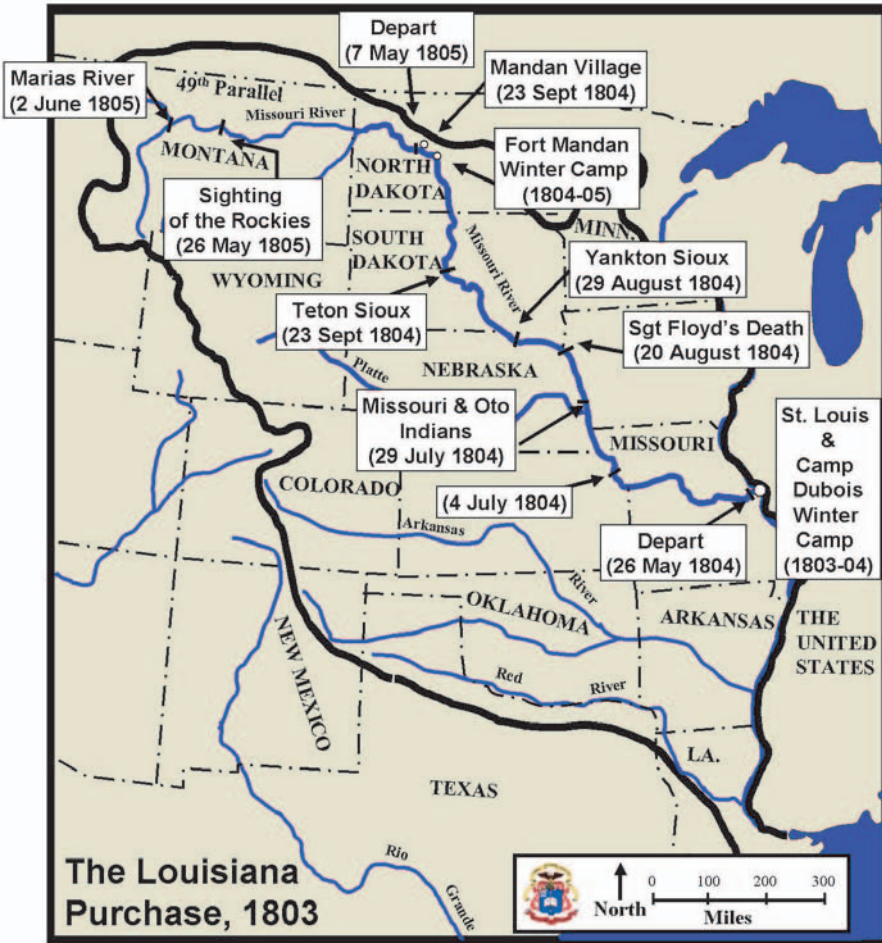 Depart
(7 May 1805)
Marias River
(2 June 1805)
49th Parallel
Mandan Village
(23 Sept 1804)
Missouri River
MONTANA
NORTH
DAKOTA
Fort Mandan
Winter Camp
(1804-05)
Sighting
of the Rockies
(26 May 1805)
MINN.
SOUTH
DAKOTA
Missouri River
WYOMING
Yankton Sioux
(29 August 1804)
Teton Sioux
(23 Sept 1804)
Sgt Floyd's Death
(20 August 1804)
Platte
NEBRASKA
Missouri & Oto
Indians
(29 July 1804)
MISSOURI
St. Louis
&
Camp
Dubois
Winter
Camp
(1803-04)
COLORADO
(4 July 1804)
Arkansas
River
Depart
(26 May 1804)
OKLAHOMA
ARKANSAS
THE
UNITED
STATES
NEW MEXICO
Red
River
LA.
TEXAS
Rio
Grande
The Louisiana
Purchase, 1803
North
0 100 200 300
Miles